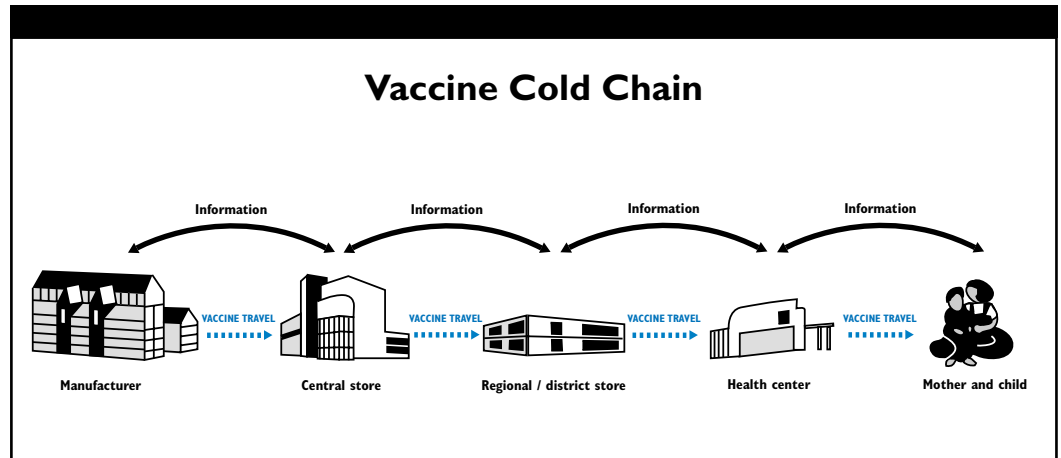 Vaccine Cold Chain
Information
Information
Information
Information
VACCINE TRAVEL
VACCINE TRAVEL
VACCINE TRAVEL
VACCINE TRAVEL
Manufacturer
Central store
Regional / district store
Health center
Mother and child